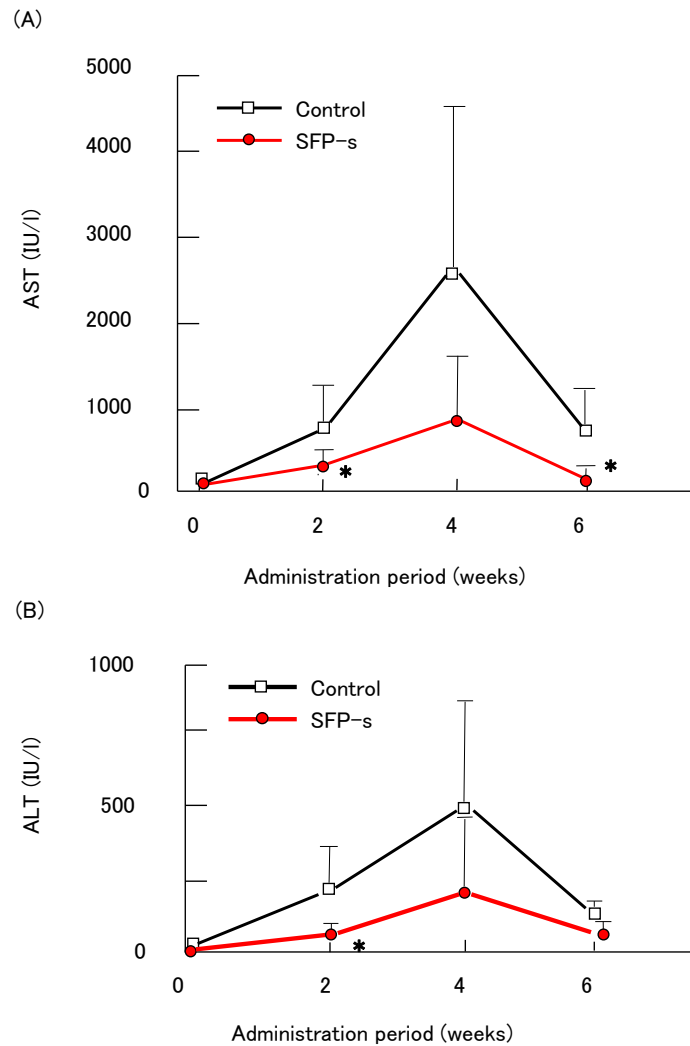 (A)
5000
4000
3000
2000
1000
0
AST (IU/l)
Control
SFP-s
*
*
0 2 4 6
Administration period (weeks)
(B)
1000
500
0
ALT (IU/l)
Control
SFP-s
*
0 2 4 6
Administration period (weeks)